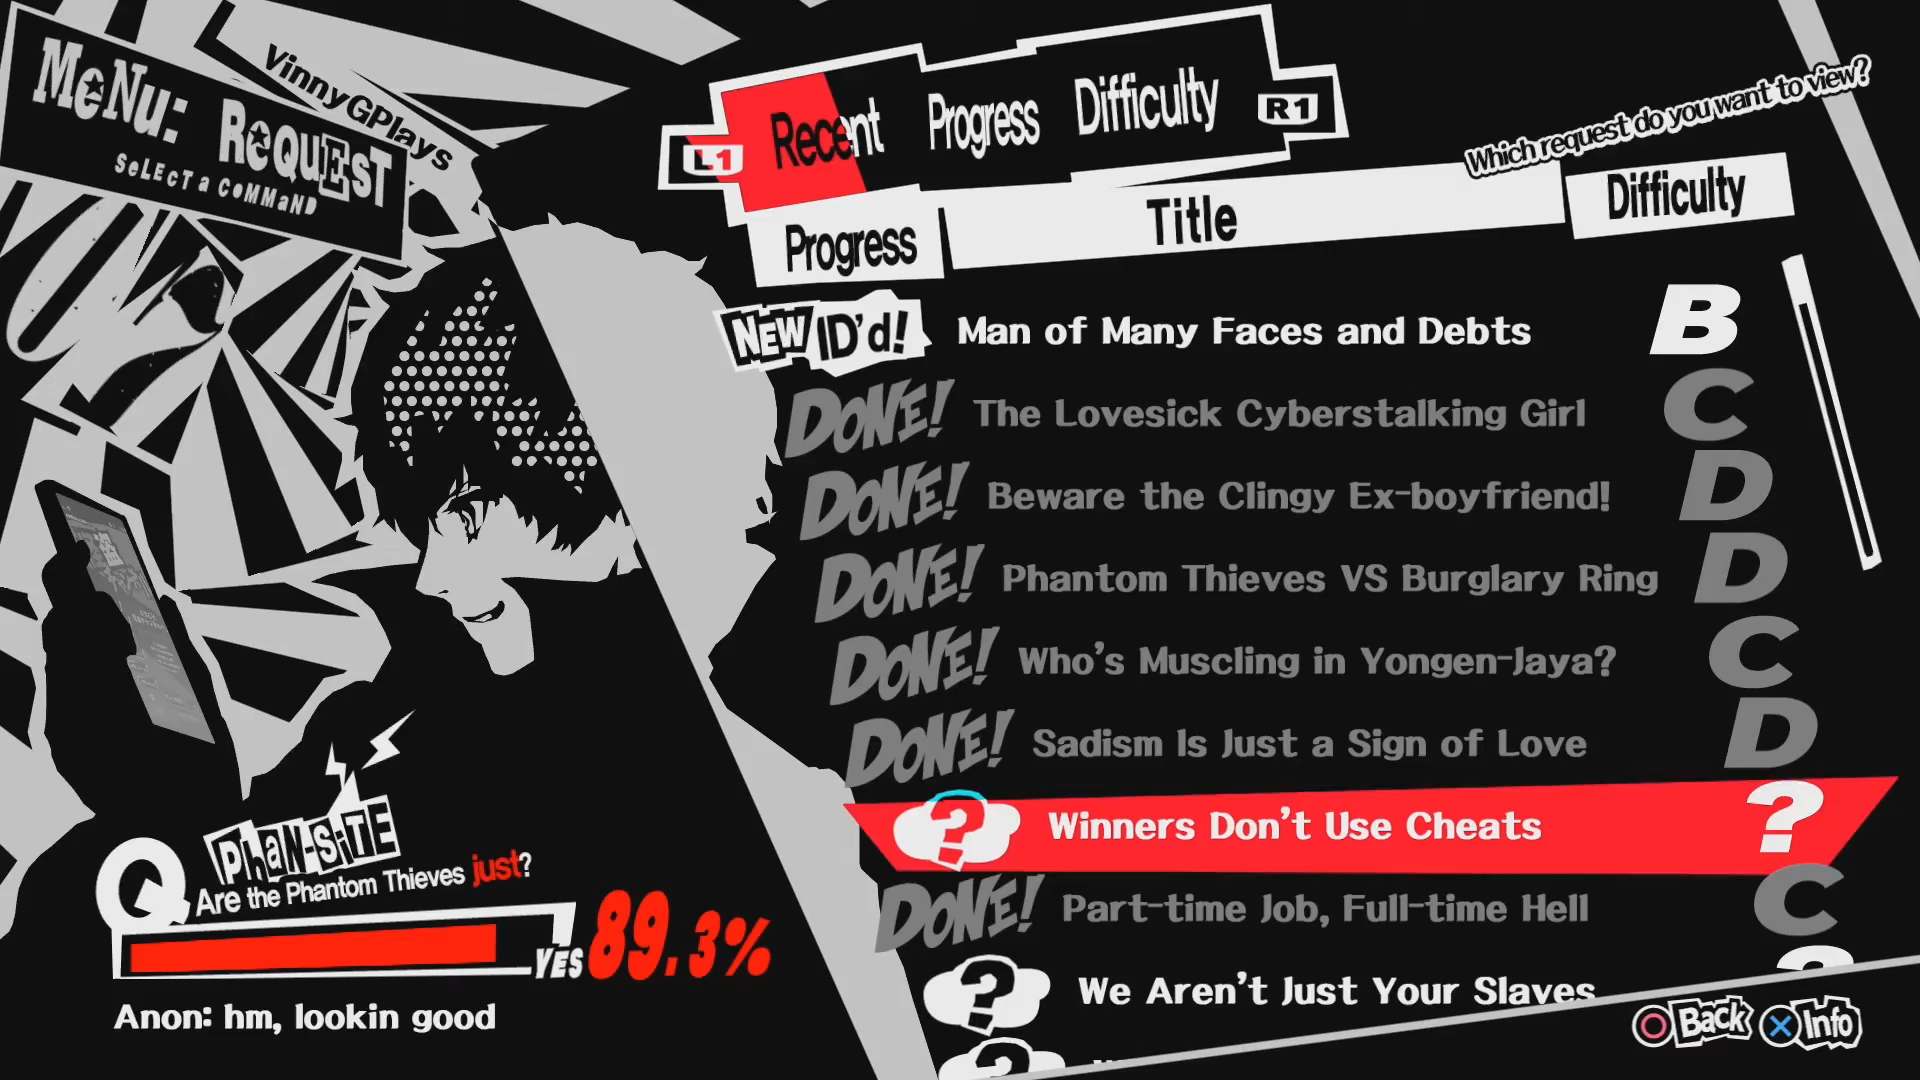 MeNu: ReQUEsT
SeLEcT a CoMMaND
VinnyGPlays
L1 Recent Progress Difficulty R1
Which request do you want to view?
Progress Title Difficulty
NEW ID'd! Man of Many Faces and Debts B
DONE! The Lovesick Cyberstalking Girl C
DONE! Beware the Clingy Ex-boyfriend! D
DONE! Phantom Thieves VS Burglary Ring D
DONE! Who's Muscling in Yongen-Jaya? C
DONE! Sadism Is Just a Sign of Love D
? Winners Don't Use Cheats ?
DONE! Part-time Job, Full-time Hell C
? We Aren't Just Your Slaves ?
?
PhaN-SiTE
Q Are the Phantom Thieves just?
YES 89.3%
Anon: hm, lookin good
Back Info